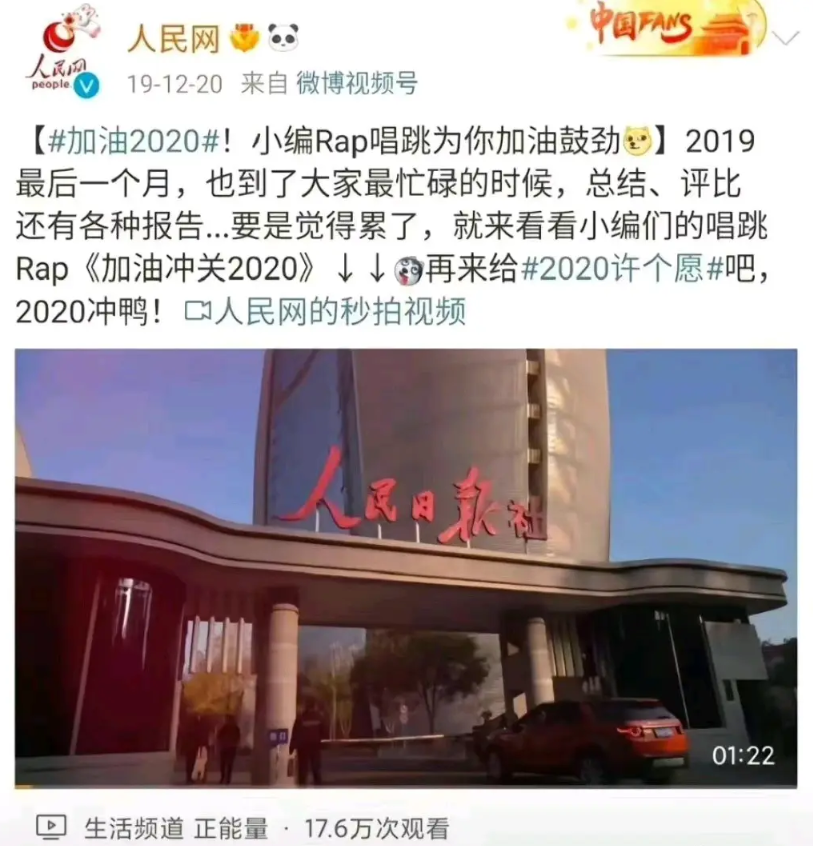 人民网
people.
人民网
中国FANS
19-12-20 来自 微博视频号
【#加油2020#！小编Rap唱跳为你加油鼓劲】2019
最后一个月，也到了大家最忙碌的时候，总结、评比
还有各种报告...要是觉得累了，就来看看小编们的唱跳
Rap《加油冲关2020》↓↓再来给#2020许个愿#吧，
2020冲鸭！人民网的秒拍视频
人民日报社
01:22
生活频道 正能量 · 17.6万次观看